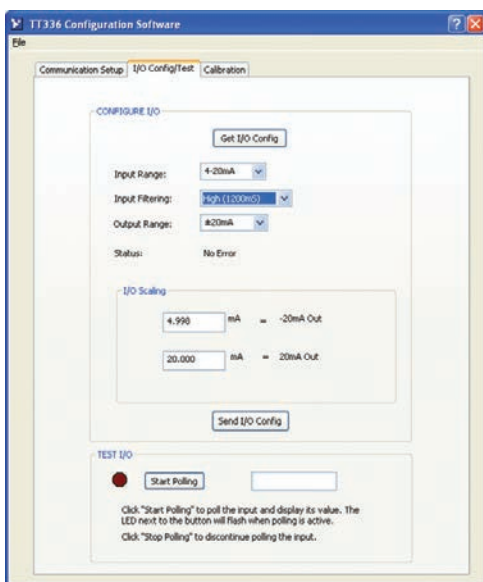 TT336 Configuration Software
File
Communication Setup I/O Config/Test Calibration
CONFIGURE I/O
Get I/O Config
Input Range: 4-20mA
Input Filtering: High (1200mS)
Output Range: ±20mA
Status: No Error
I/O Scaling
4.998 mA = -20mA Out
20.000 mA = 20mA Out
Send I/O Config
TEST I/O
Start Polling
Click "Start Polling" to poll the input and display its value. The
LED next to the button will flash when polling is active.
Click "Stop Polling" to discontinue polling the input.